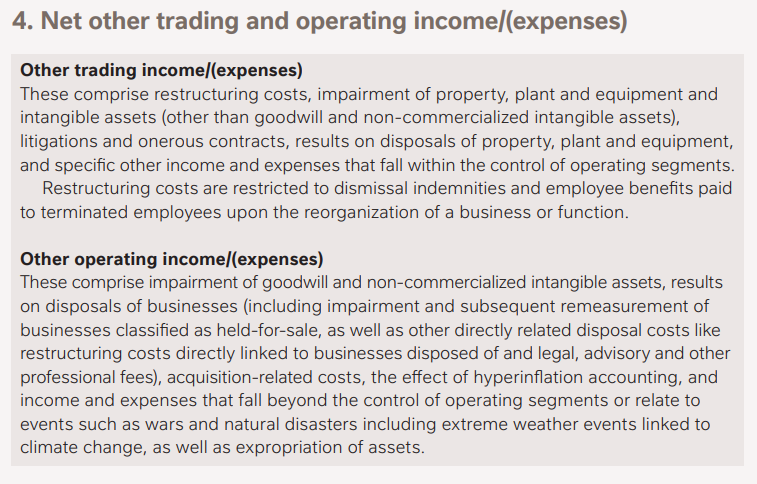 4. Net other trading and operating income/(expenses)
Other trading income/(expenses)
These comprise restructuring costs, impairment of property, plant and equipment and
intangible assets (other than goodwill and non-commercialized intangible assets),
litigations and onerous contracts, results on disposals of property, plant and equipment,
and specific other income and expenses that fall within the control of operating segments.
Restructuring costs are restricted to dismissal indemnities and employee benefits paid
to terminated employees upon the reorganization of a business or function.
Other operating income/(expenses)
These comprise impairment of goodwill and non-commercialized intangible assets, results
on disposals of businesses (including impairment and subsequent remeasurement of
businesses classified as held-for-sale, as well as other directly related disposal costs like
restructuring costs directly linked to businesses disposed of and legal, advisory and other
professional fees), acquisition-related costs, the effect of hyperinflation accounting, and
income and expenses that fall beyond the control of operating segments or relate to
events such as wars and natural disasters including extreme weather events linked to
climate change, as well as expropriation of assets.